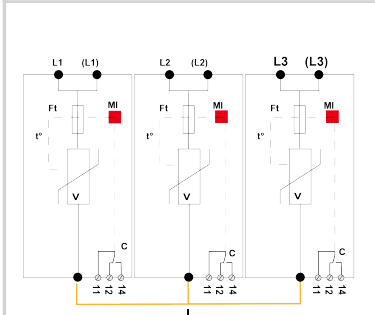 L1 (L1) L2 (L2) L3 (L3)
Ft MI Ft MI Ft MI
t° t° t°
V V V
C C C
11 12 14 11 12 14 11 12 14